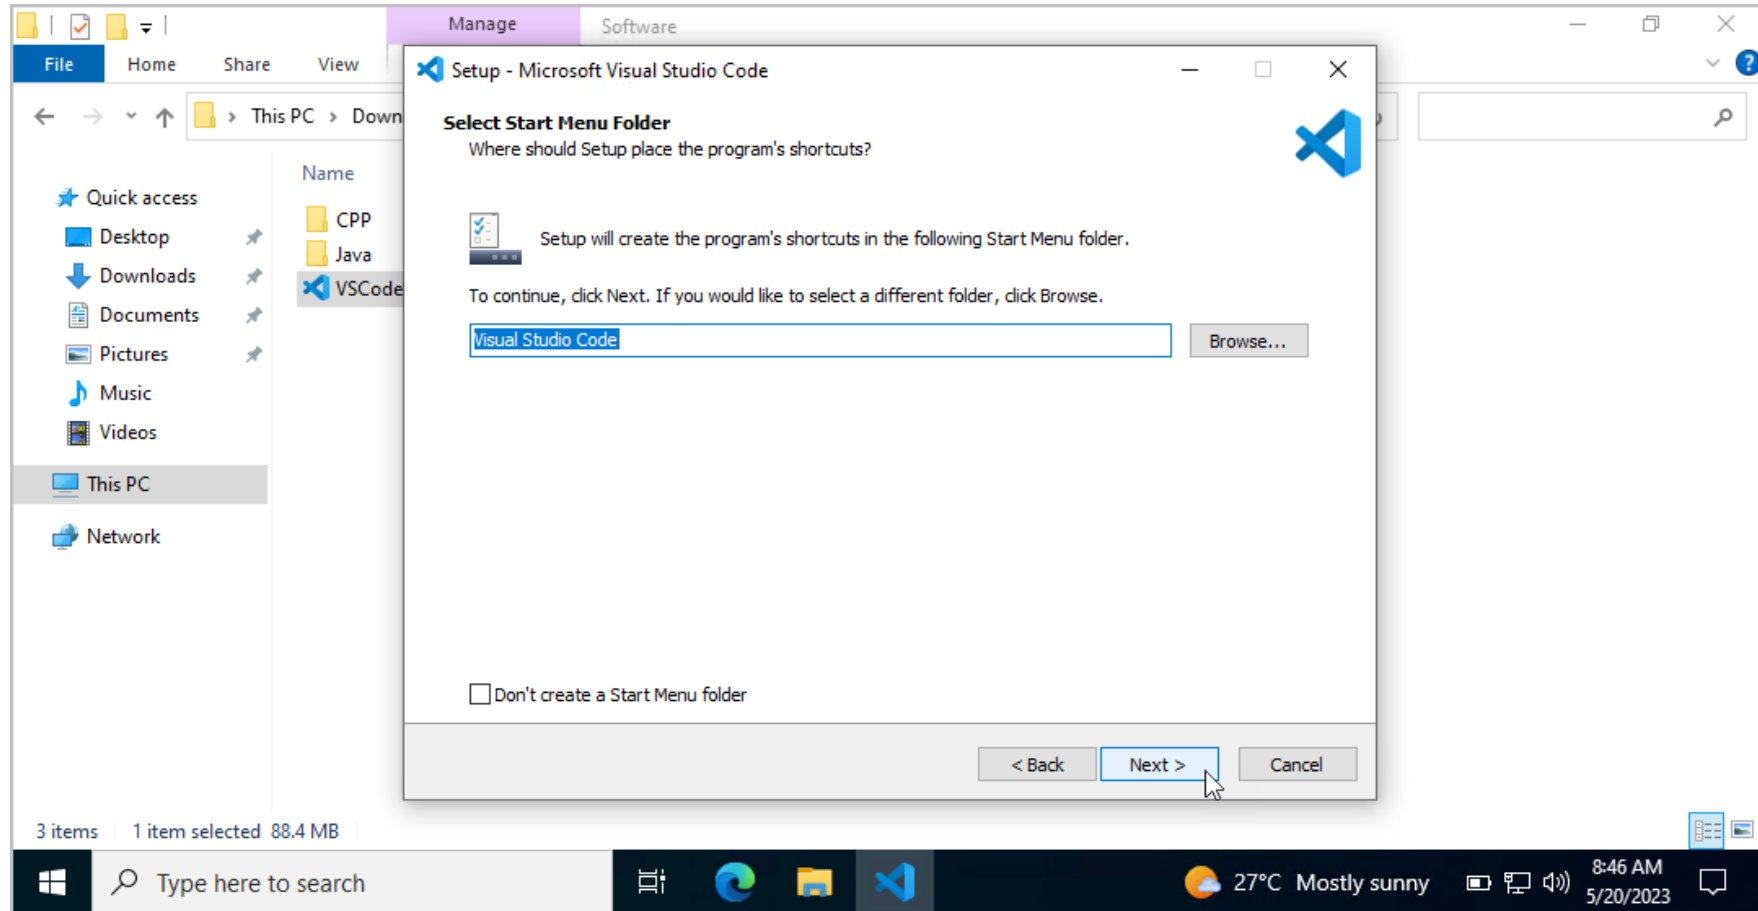 Manage
Software
File
Home
Share
View
This PC
Down
Name
Quick access
Desktop
Downloads
Documents
Pictures
Music
Videos
This PC
Network
CPP
Java
VSCode
Setup - Microsoft Visual Studio Code
Select Start Menu Folder
Where should Setup place the program's shortcuts?
Setup will create the program's shortcuts in the following Start Menu folder.
To continue, click Next. If you would like to select a different folder, click Browse.
Visual Studio Code
Browse...
Don't create a Start Menu folder
< Back
Next >
Cancel
3 items
1 item selected 88.4 MB
Type here to search
27°C Mostly sunny
8:46 AM
5/20/2023